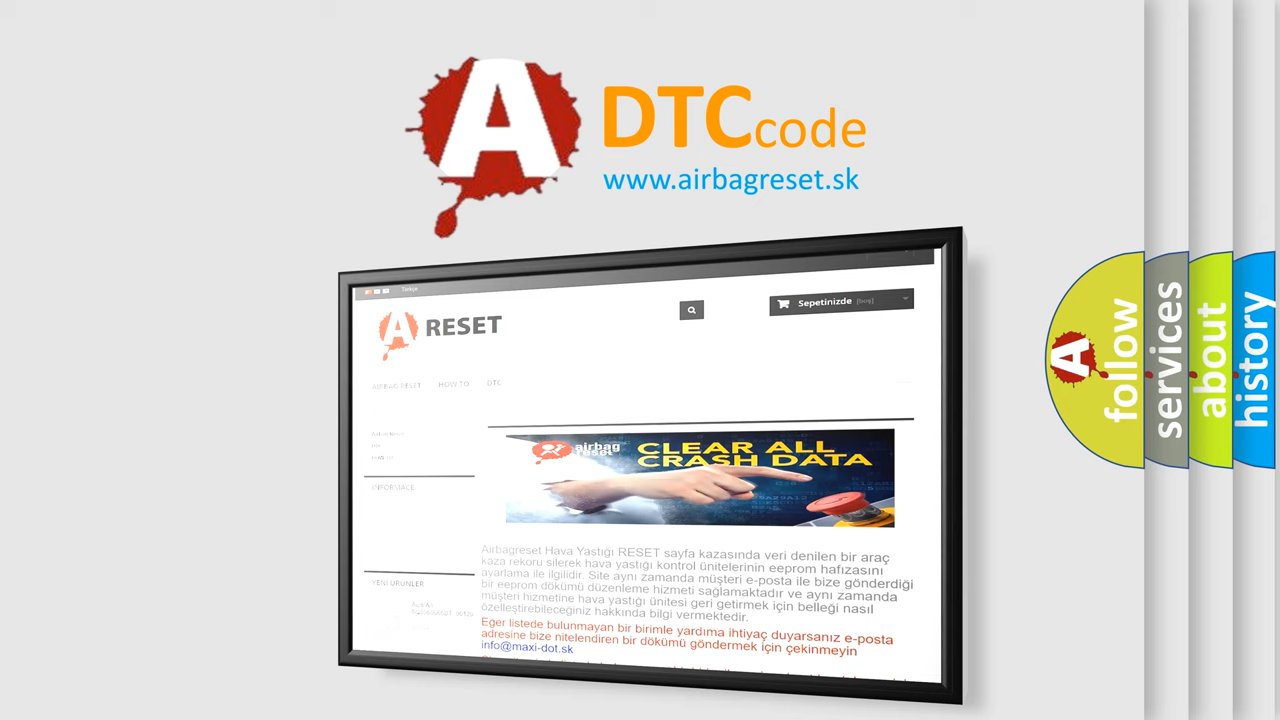 A
DTCcode
www.airbagreset.sk
Türkçe
A RESET
Sepetinizde [boş]
AIRBAG RESET HOW TO DTC
airbag
reset
CLEAR ALL
CRASH DATA
INFORMACE
Airbagreset Hava Yastığı RESET sayfa kazasında veri denilen bir araç
kaza rekoru silerek hava yastığı kontrol ünitelerinin eeprom hafızasını
ayarlama ile ilgilidir. Site aynı zamanda müşteri e-posta ile bize gönderdiği
bir eeprom dökümü düzenleme hizmeti sağlamaktadır ve aynı zamanda
müşteri hizmetine hava yastığı ünitesi geri getirmek için belleği nasıl
özelleştirebileceğiniz hakkında bilgi vermektedir.
Eğer listede bulunmayan bir birimle yardıma ihtiyaç duyarsanız e-posta
adresine bize nitelendiren bir dökümü göndermek için çekinmeyin
info@maxi-dot.sk
YENİ ÜRÜNLER
A
follow
services
about
history